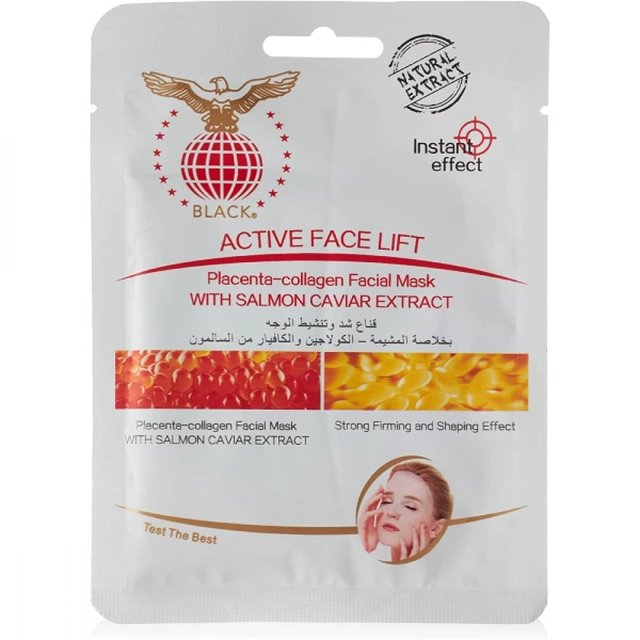 NATURAL
EXTRACT
Instant
effect
BLACK®
ACTIVE FACE LIFT
Placenta-collagen Facial Mask
WITH SALMON CAVIAR EXTRACT
قناع شد وتنشيط الوجه
بخلاصة المشيمة - الكولاجين والكافيار من السالمون
Placenta-collagen Facial Mask
WITH SALMON CAVIAR EXTRACT
Strong Firming and Shaping Effect
Test The Best